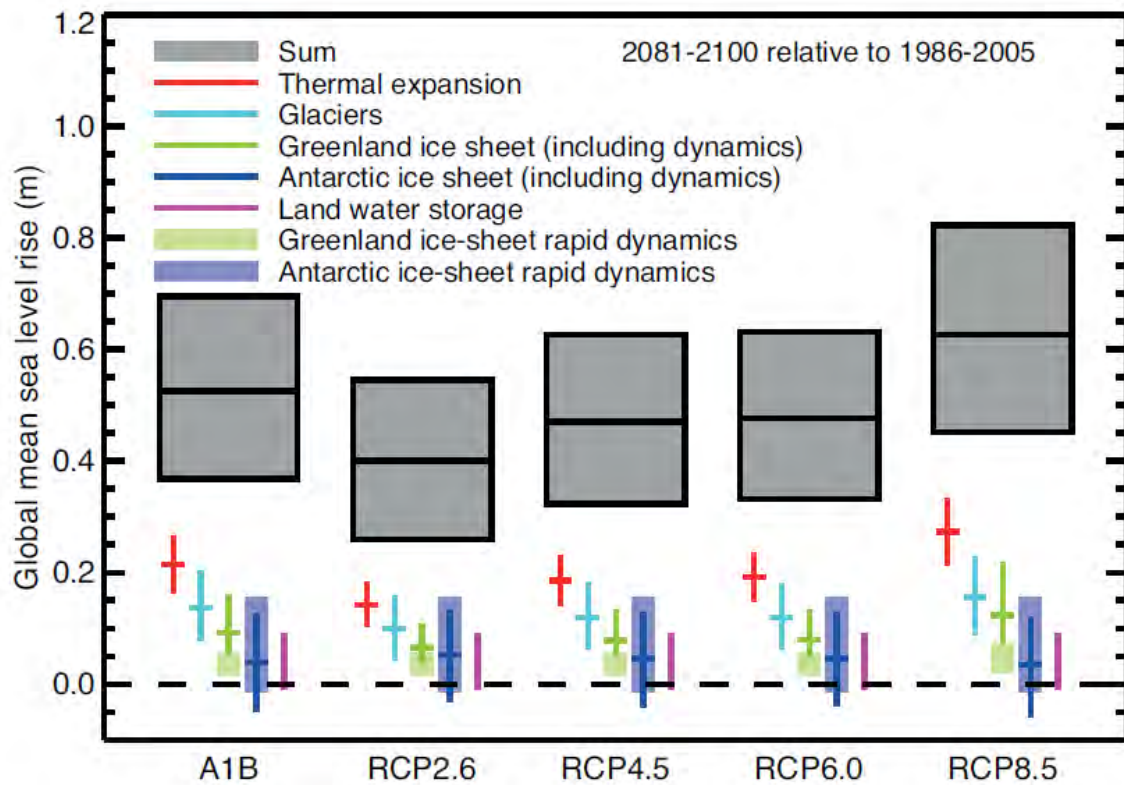 1.2
1.0
0.8
0.6
0.4
0.2
0.0
Global mean sea level rise (m)
Sum
2081-2100 relative to 1986-2005
Thermal expansion
Glaciers
Greenland ice sheet (including dynamics)
Antarctic ice sheet (including dynamics)
Land water storage
Greenland ice-sheet rapid dynamics
Antarctic ice-sheet rapid dynamics
A1B RCP2.6 RCP4.5 RCP6.0 RCP8.5